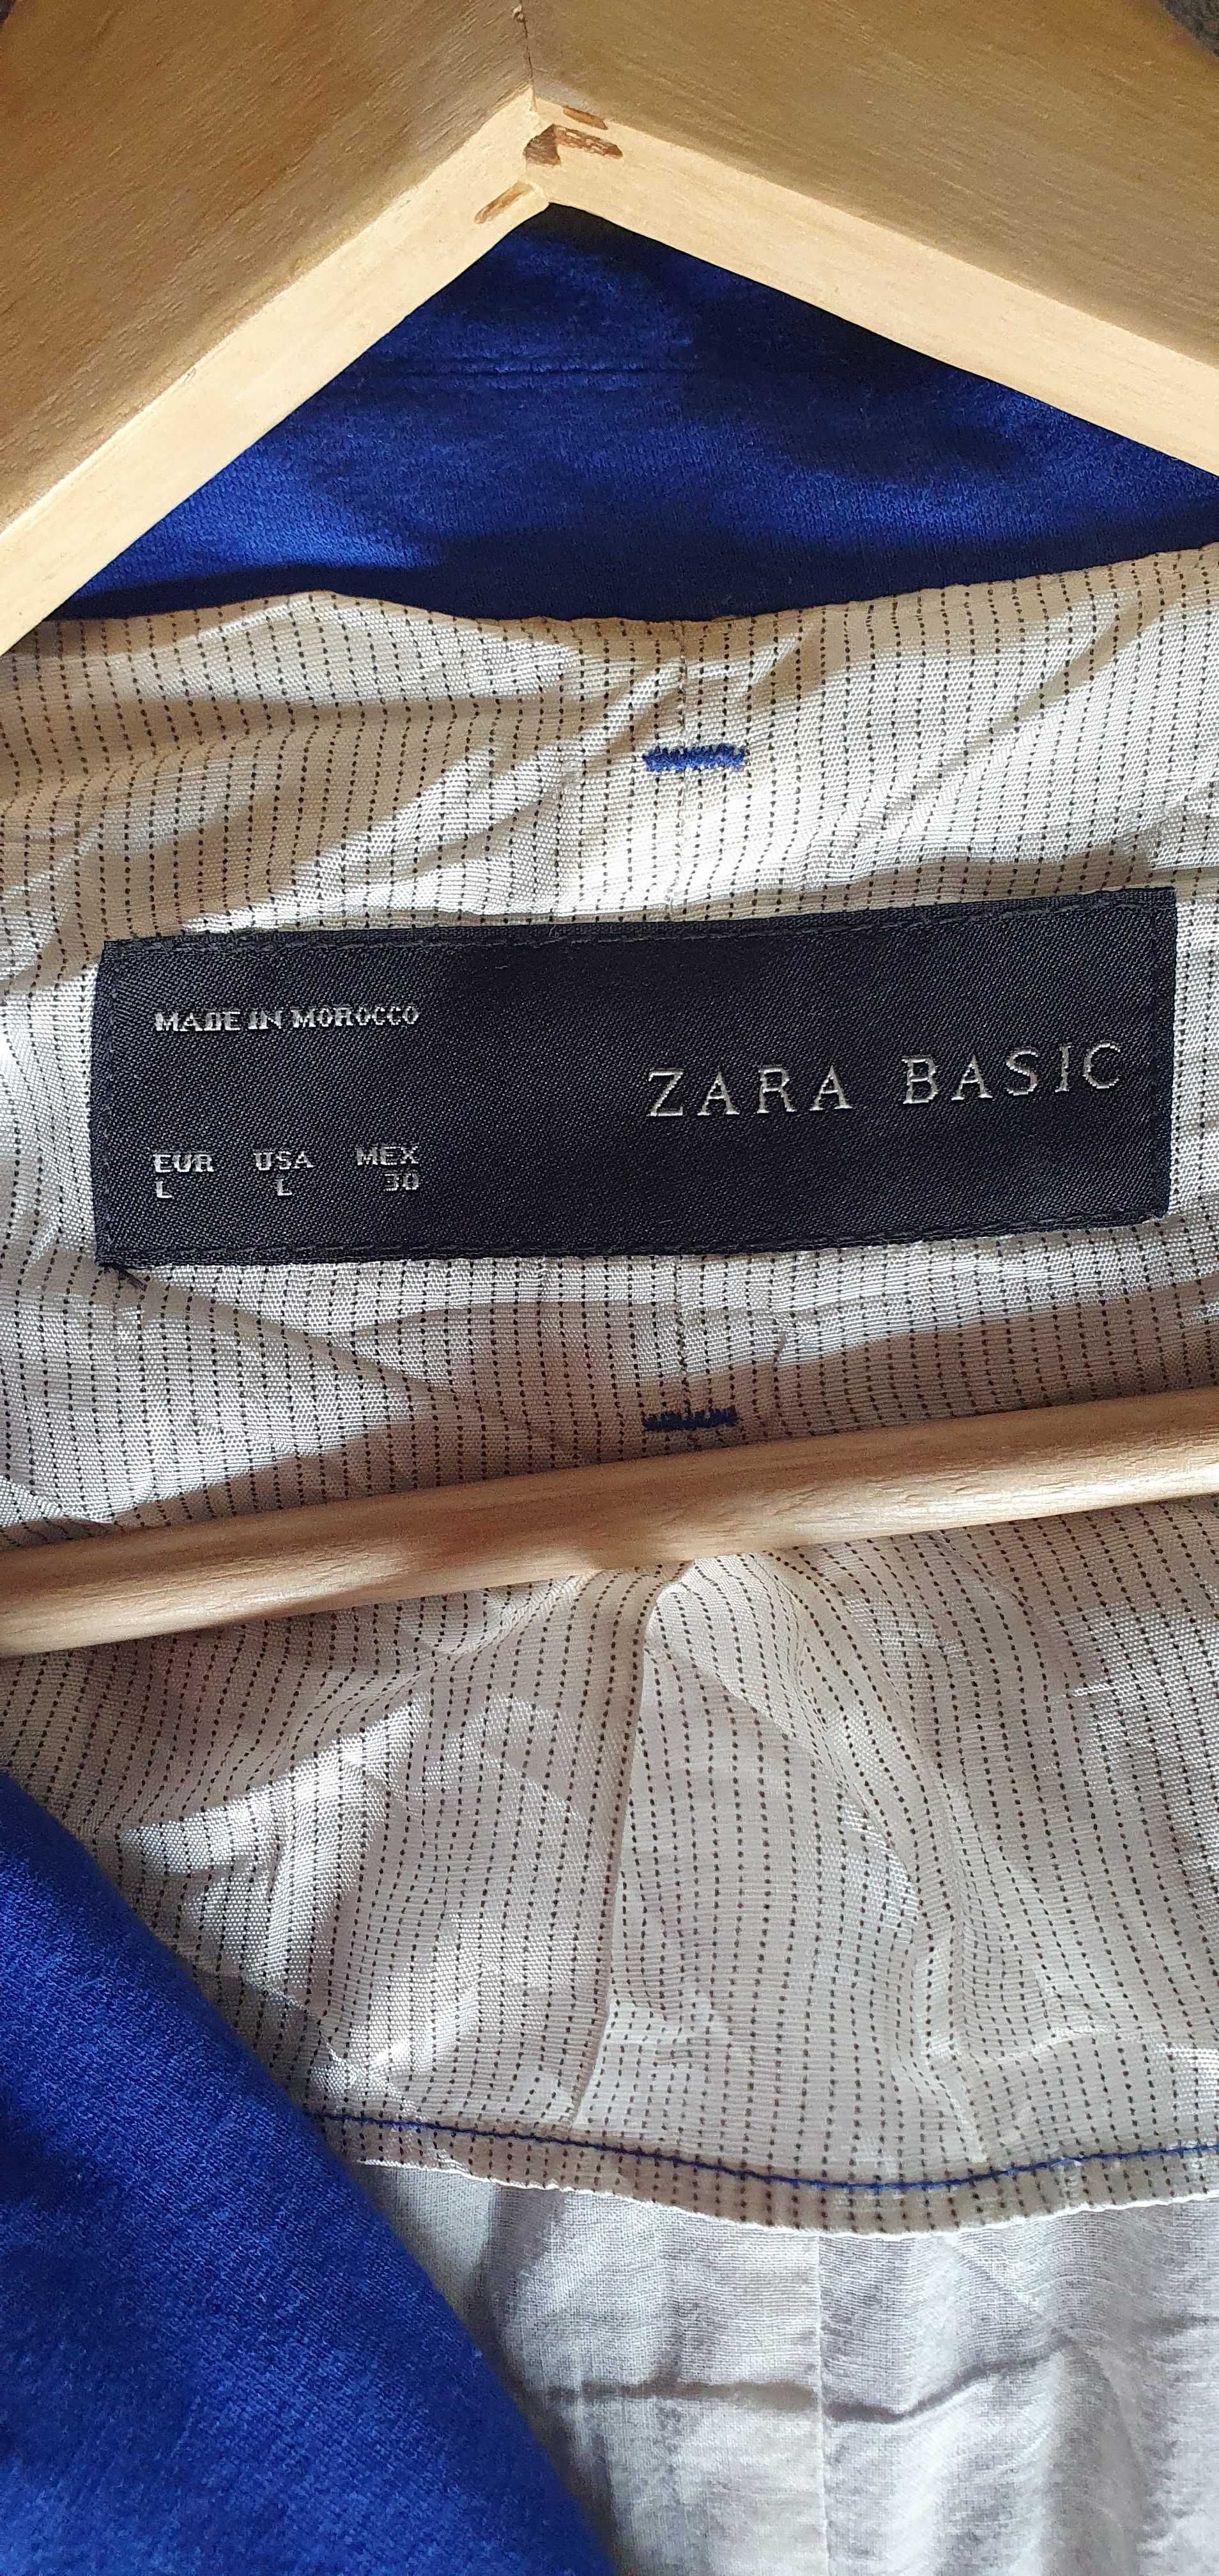 MADE IN MOROCCO
ZARA BASIC
EUR USA MEX
L L 30